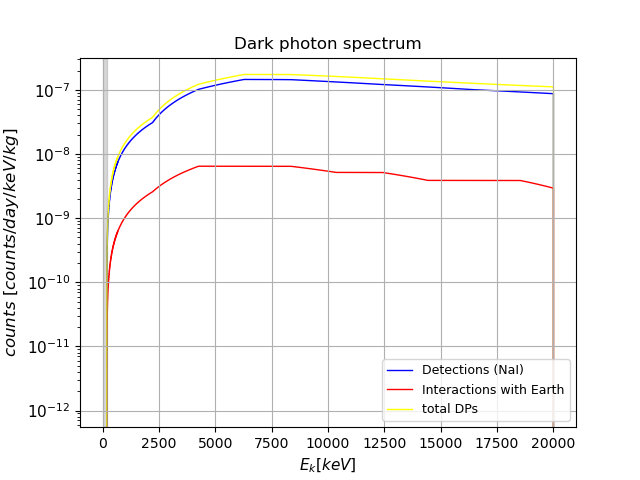 Dark photon spectrum
counts [counts/day/keV/kg]
10⁻⁷
10⁻⁸
10⁻⁹
10⁻¹⁰
10⁻¹¹
10⁻¹²
Detections (NaI)
Interactions with Earth
total DPs
0 2500 5000 7500 10000 12500 15000 17500 20000
Eₖ[keV]